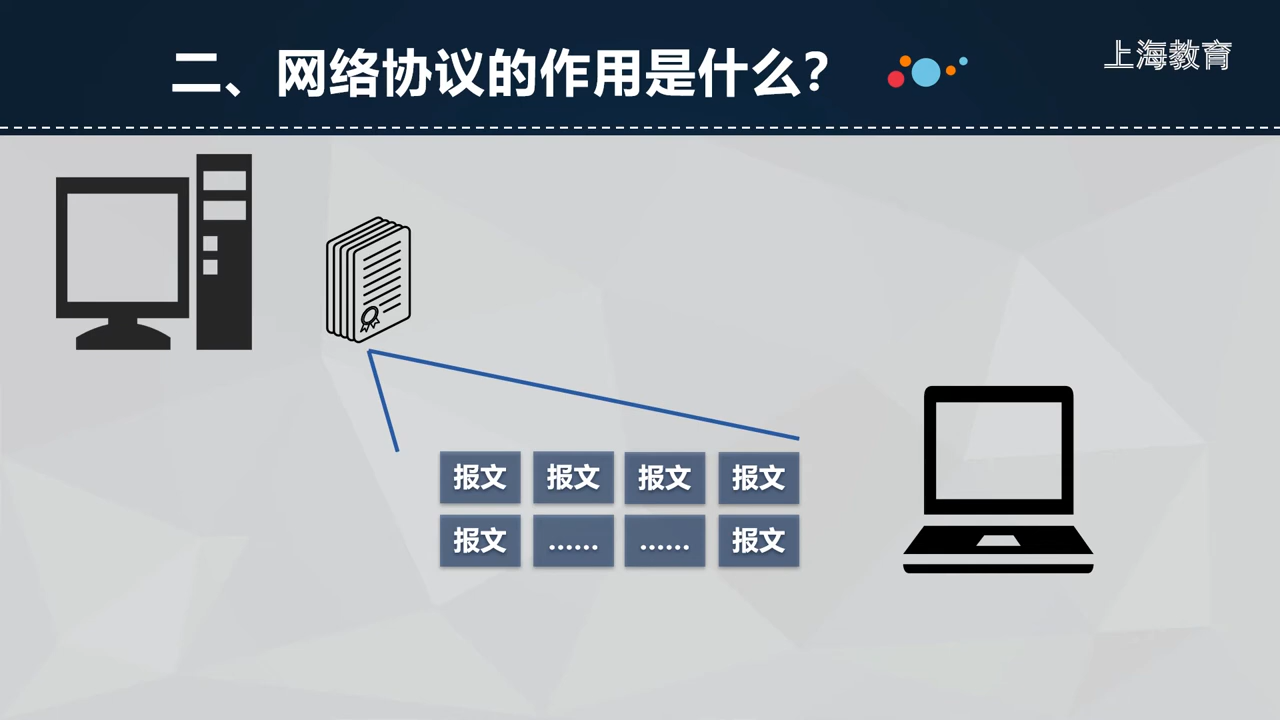 二、网络协议的作用是什么？
上海教育
报文 报文 报文 报文
报文 …… …… 报文